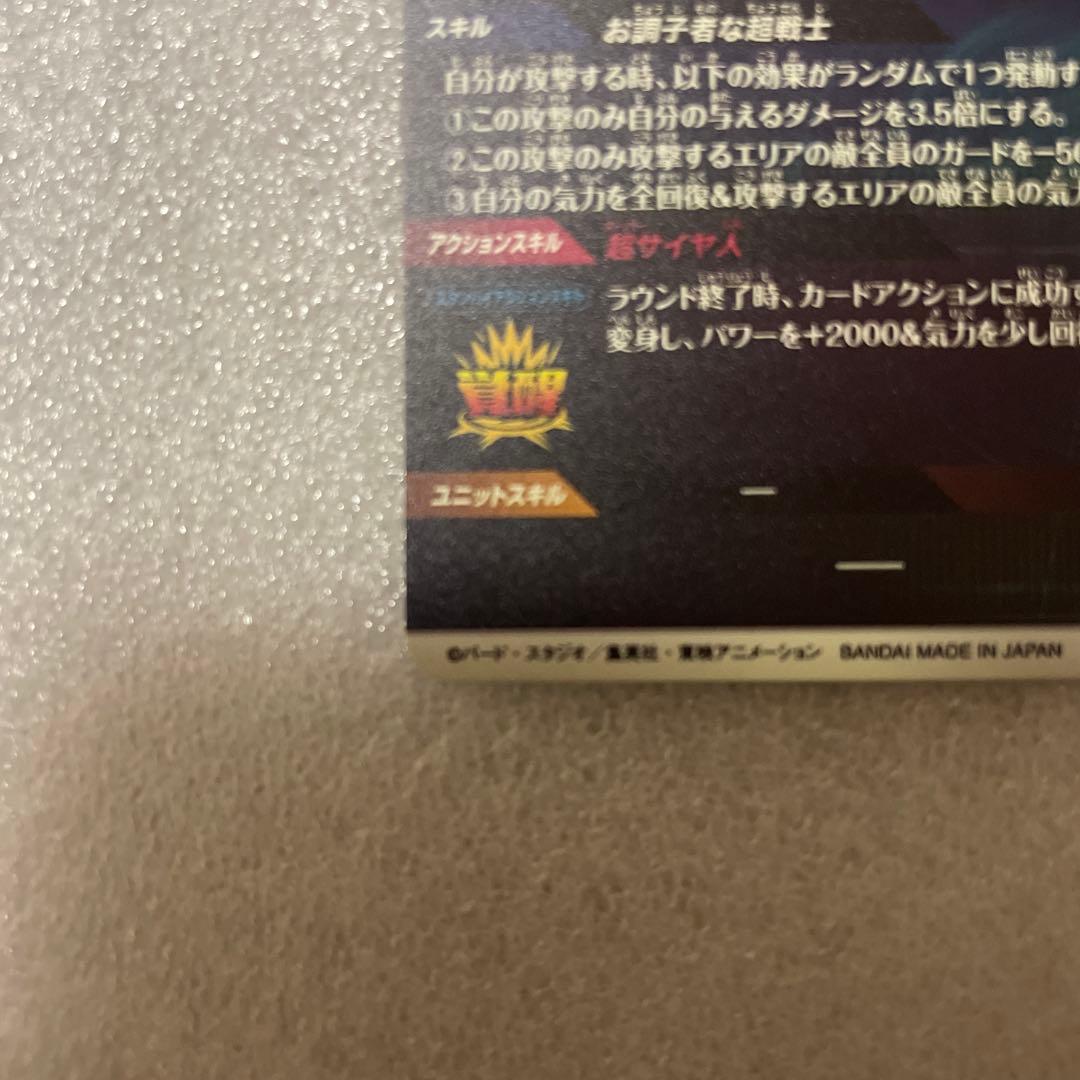 スキル お調子者な超戦士
自分が攻撃する時、以下の効果がランダムで1つ発動す
①この攻撃のみ自分の与えるダメージを3.5倍にする。
②この攻撃のみ攻撃するエリアの敵全員のガードを-50
③自分の気力を全回復&攻撃するエリアの敵全員の気力
アクションスキル 超サイヤ人
ラウンド終了時、カードアクションに成功す
変身し、パワーを+2000&気力を少し回復
覚醒
ユニットスキル ー
©バード・スタジオ/集英社・東映アニメーション BANDAI MADE IN JAPAN